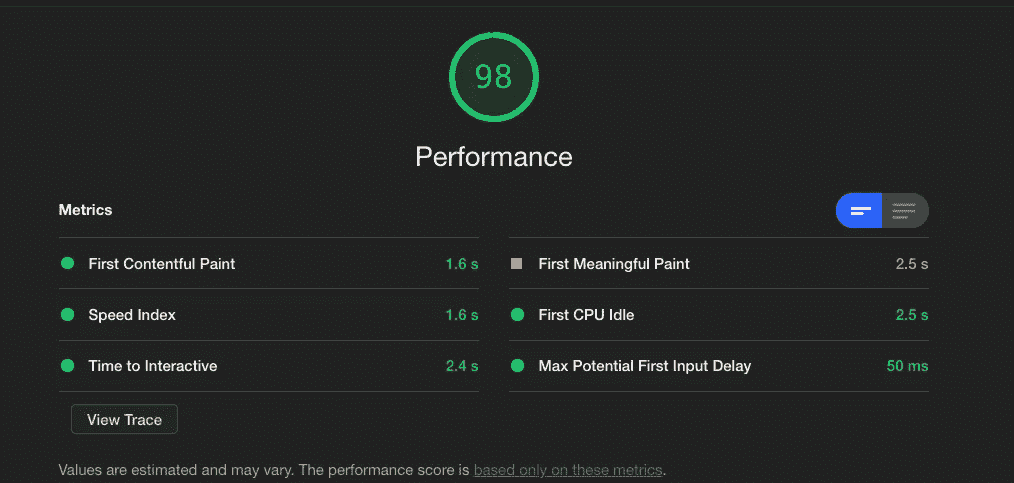 98
Performance
Metrics
First Contentful Paint 1.6 s
First Meaningful Paint 2.5 s
Speed Index 1.6 s
First CPU Idle 2.5 s
Time to Interactive 2.4 s
Max Potential First Input Delay 50 ms
View Trace
Values are estimated and may vary. The performance score is based only on these metrics.